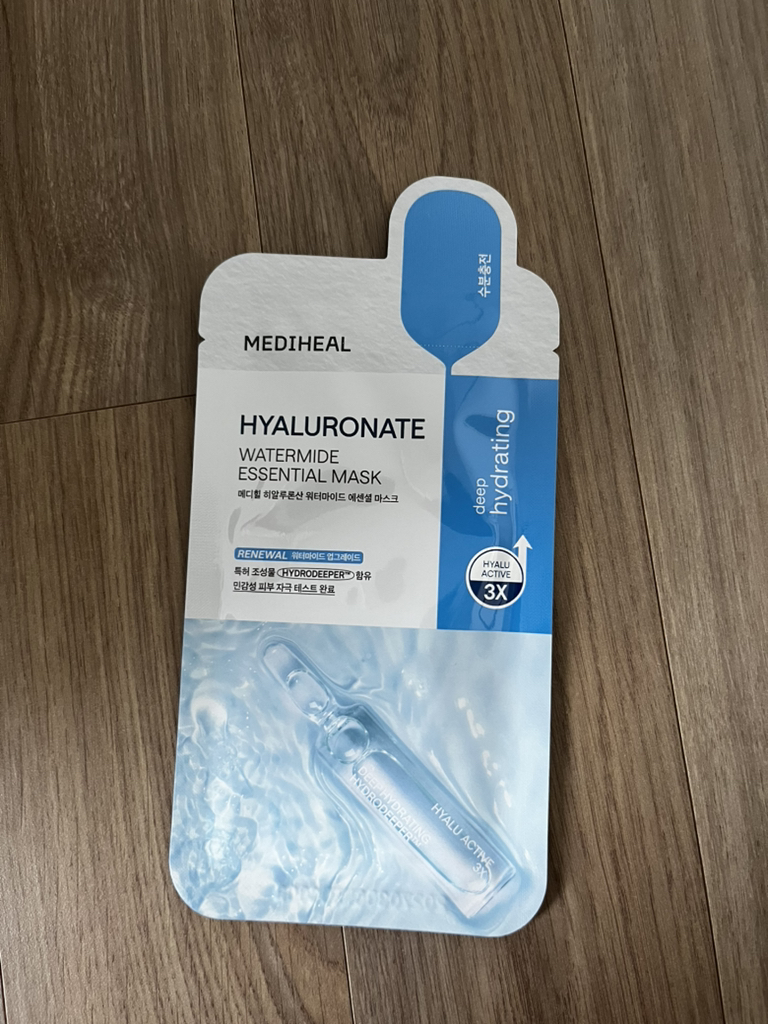 수분충전
MEDIHEAL
HYALURONATE
WATERMIDE
ESSENTIAL MASK
메디힐 히알루론산 워터마이드 에센셜 마스크
deep
hydrating
RENEWAL 워터마이드 업그레이드
특허 조성물 HYDRODEEPER™ 함유
민감성 피부 자극 테스트 완료
HYALU
ACTIVE
3X
DEEP HYDRATING
HYDRODEEPER™
HYALU ACTIVE
3X